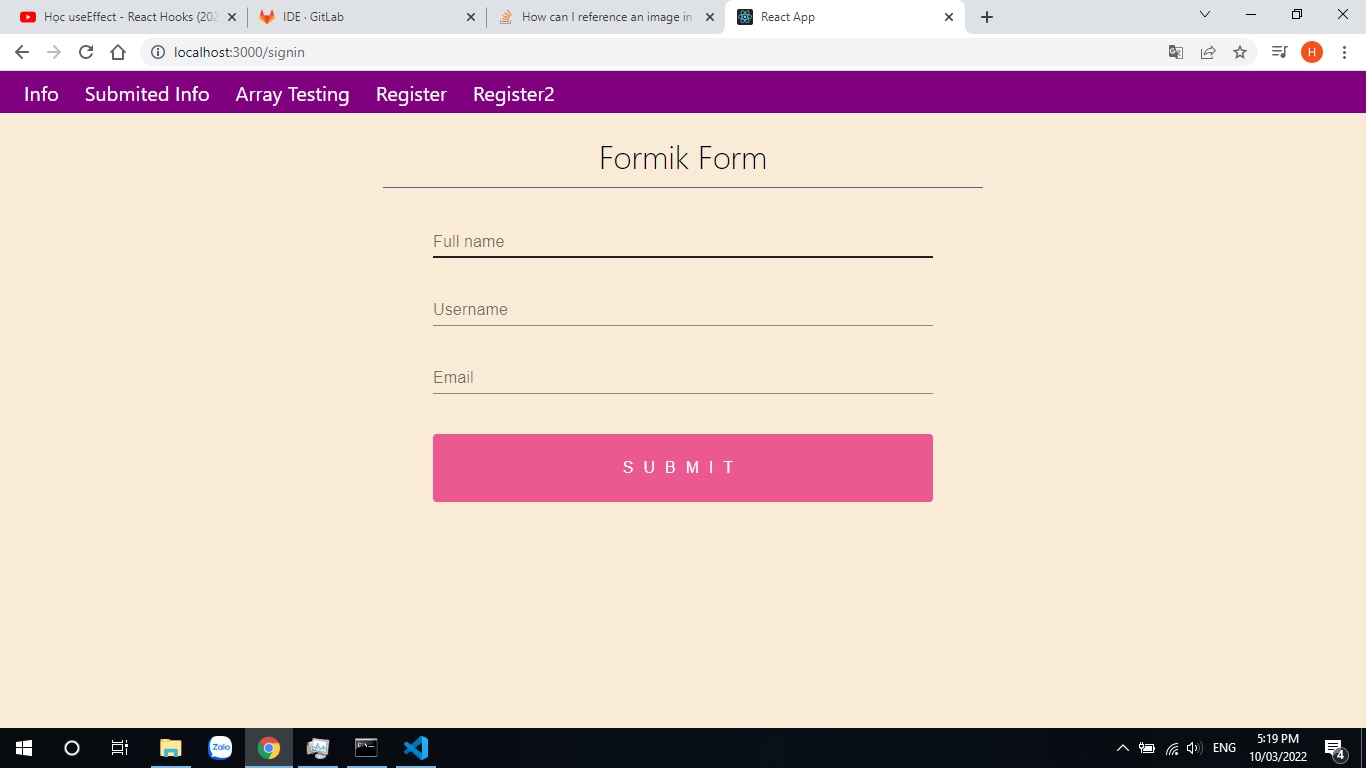 Học useEffect - React Hooks (202
IDE · GitLab
How can I reference an image in
React App
localhost:3000/signin
H
Info Submited Info Array Testing Register Register2
Formik Form
Full name
Username
Email
SUBMIT
Zalo
ENG
5:19 PM
10/03/2022
4